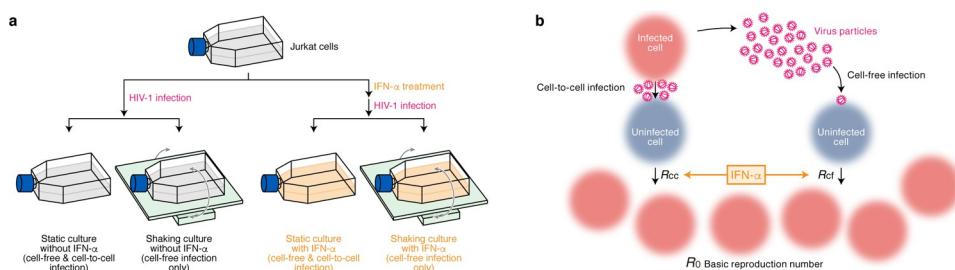 a
Jurkat cells
HIV-1 infection
IFN-α treatment
HIV-1 infection
Static culture
without IFN-α
(cell-free & cell-to-cell
infection)
Shaking culture
without IFN-α
(cell-free infection
only)
Static culture
with IFN-α
(cell-free & cell-to-cell
infection)
Shaking culture
with IFN-α
(cell-free infection
only)
b
Infected
cell
Virus particles
Cell-to-cell infection
Cell-free infection
Uninfected
cell
Uninfected
cell
Rcc
IFN-α
Rcf
R0 Basic reproduction number